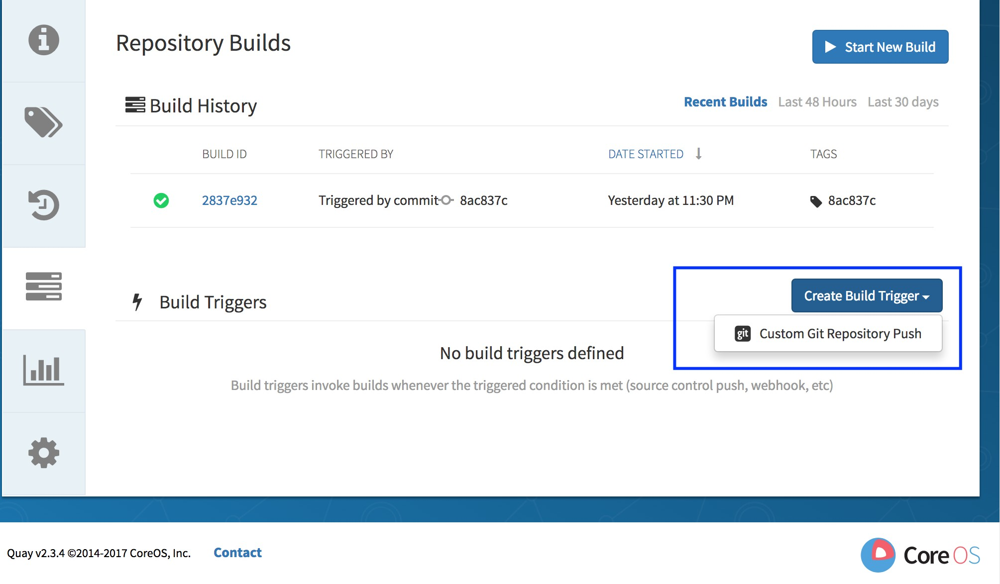 Repository Builds
Start New Build
Build History
Recent Builds Last 48 Hours Last 30 days
BUILD ID TRIGGERED BY DATE STARTED TAGS
2837e932 Triggered by commit 8ac837c Yesterday at 11:30 PM 8ac837c
Build Triggers
Create Build Trigger
git Custom Git Repository Push
No build triggers defined
Build triggers invoke builds whenever the triggered condition is met (source control push, webhook, etc)
Quay v2.3.4 ©2014-2017 CoreOS, Inc. Contact
CoreOS